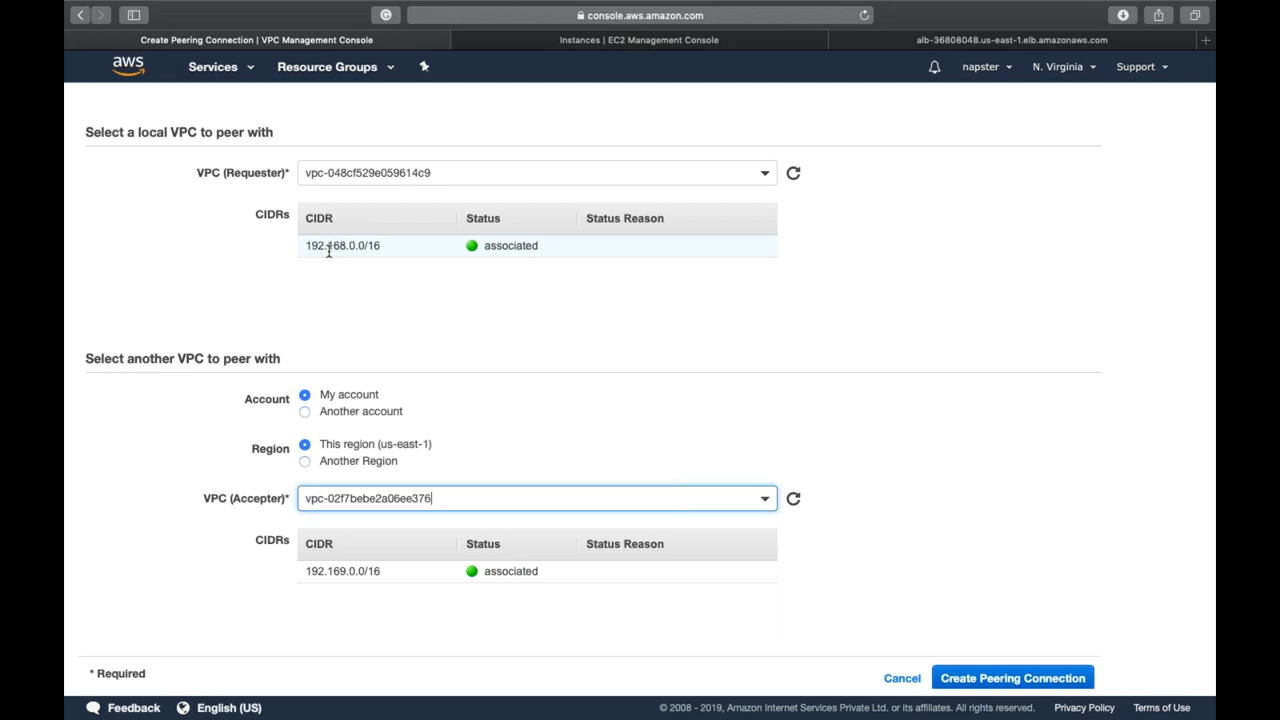 console.aws.amazon.com
Create Peering Connection | VPC Management Console
Instances | EC2 Management Console
alb-36808048.us-east-1.elb.amazonaws.com
aws
Services
Resource Groups
napster
N. Virginia
Support
Select a local VPC to peer with
VPC (Requester)* vpc-048cf529e059614c9
CIDRs
CIDR Status Status Reason
192.168.0.0/16 associated
Select another VPC to peer with
Account
My account
Another account
Region
This region (us-east-1)
Another Region
VPC (Accepter)* vpc-02f7bebe2a06ee376
CIDRs
CIDR Status Status Reason
192.169.0.0/16 associated
* Required
Cancel
Create Peering Connection
Feedback
English (US)
© 2008 - 2019, Amazon Internet Services Private Ltd. or its affiliates. All rights reserved.
Privacy Policy
Terms of Use